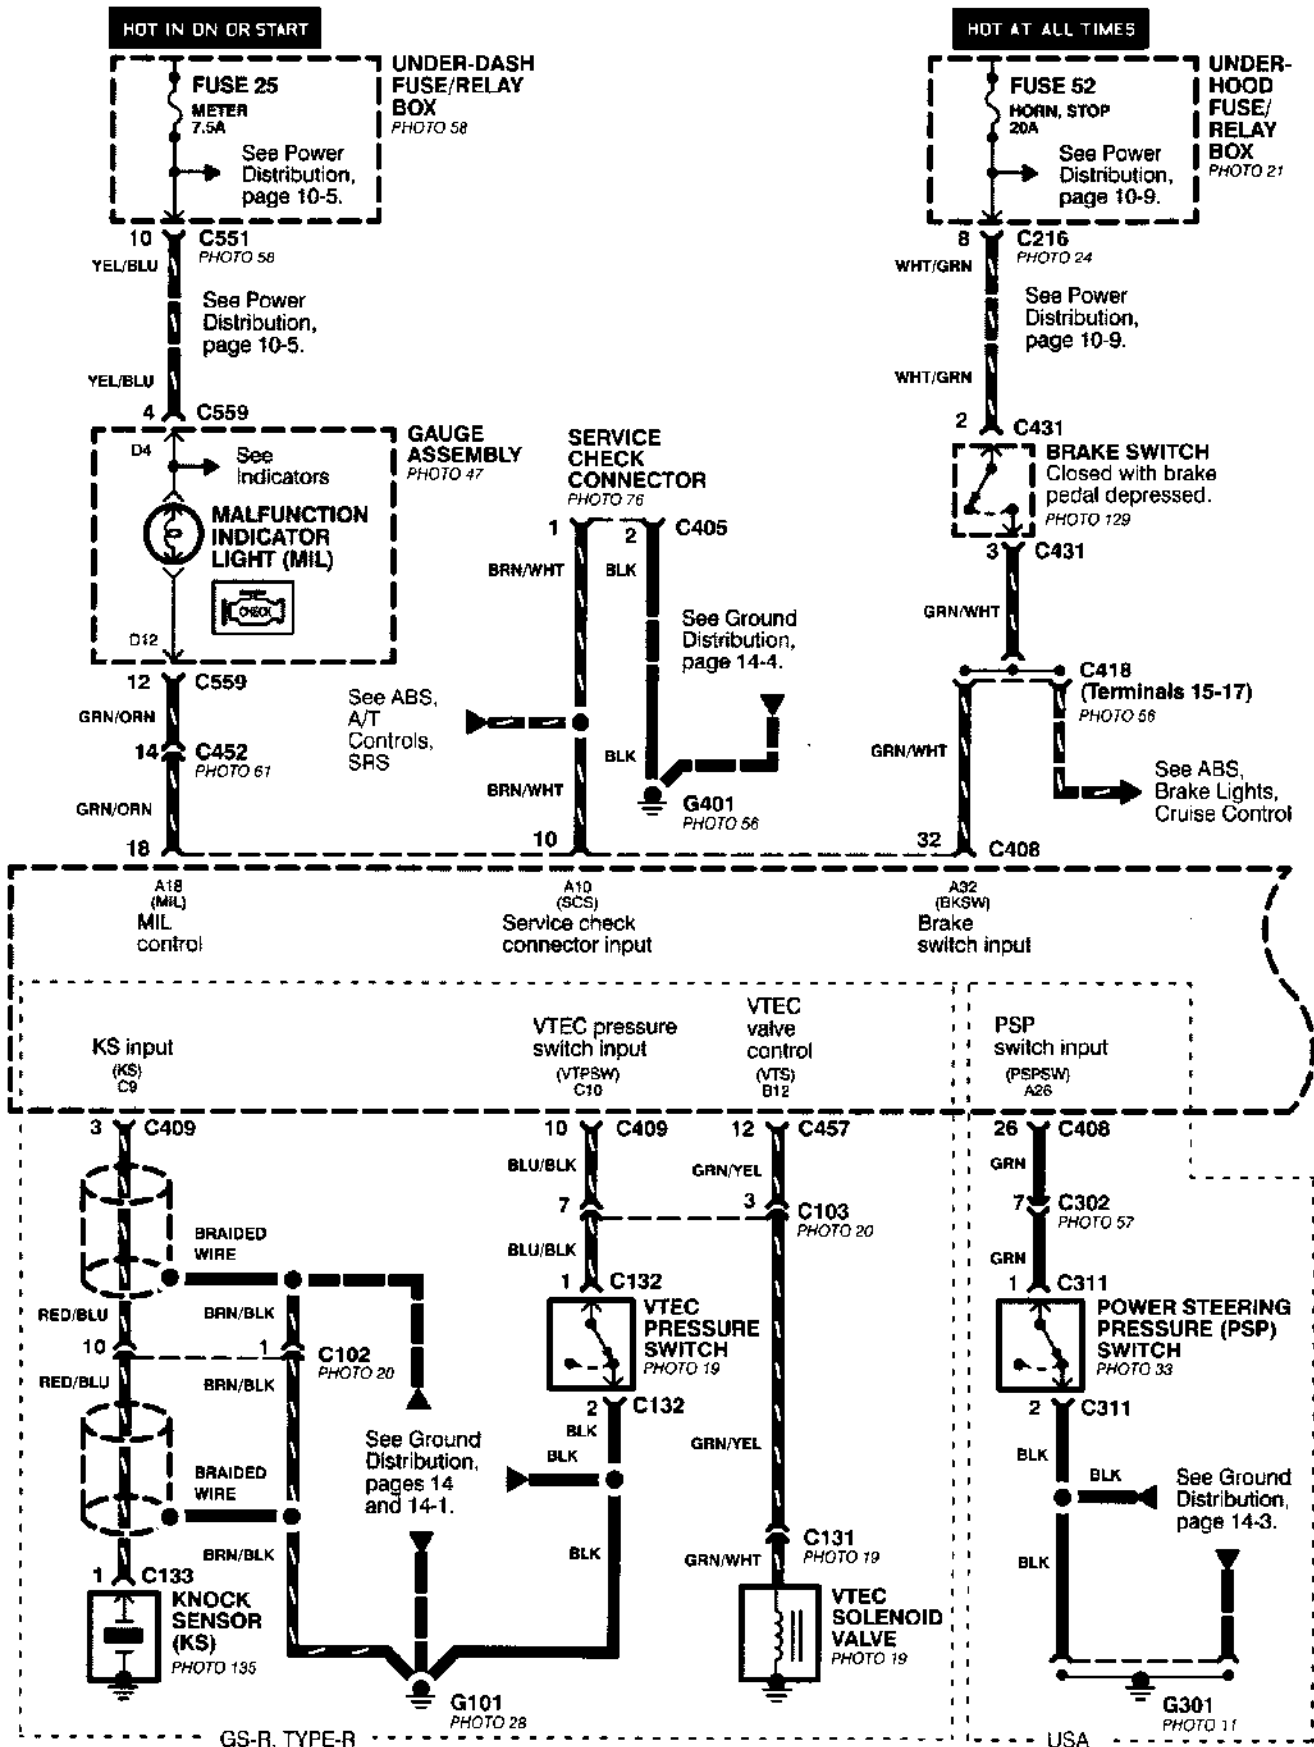 HOT IN ON OR START
HOT AT ALL TIMES
FUSE 25
METER
7.5A
See Power
Distribution,
page 10-5.
UNDER-DASH
FUSE/RELAY
BOX
PHOTO 58
FUSE 52
HORN, STOP
20A
See Power
Distribution,
page 10-9.
UNDER-
HOOD
FUSE/
RELAY
BOX
PHOTO 21
10 C551
PHOTO 58
YEL/BLU
See Power
Distribution,
page 10-5.
YEL/BLU
4 C559
8 C216
PHOTO 24
WHT/GRN
See Power
Distribution,
page 10-9.
WHT/GRN
2 C431
D4
See
Indicators
MALFUNCTION
INDICATOR
LIGHT (MIL)
CHECK
D12
GAUGE
ASSEMBLY
PHOTO 47
SERVICE
CHECK
CONNECTOR
PHOTO 76
1 2 C405
BRN/WHT BLK
See Ground
Distribution,
page 14-4.
BRAKE SWITCH
Closed with brake
pedal depressed.
PHOTO 129
3 C431
GRN/WHT
C418
(Terminals 15-17)
PHOTO 56
12 C559
GRN/ORN
14 C452
PHOTO 61
GRN/ORN
18
See ABS,
A/T
Controls,
SRS
BLK
BRN/WHT
G401
PHOTO 56
10
GRN/WHT
See ABS,
Brake Lights,
Cruise Control
32 C408
A18
(MIL)
MIL
control
A10
(SCS)
Service check
connector input
A32
(BKSW)
Brake
switch input
KS input
(KS)
C9
VTEC pressure
switch input
(VTPSW)
C10
VTEC
valve
control
(VTS)
B12
PSP
switch input
(PSPSW)
A26
3 C409
10 C409
12 C457
26 C408
BLU/BLK
GRN/YEL
GRN
7
3 C103
PHOTO 20
7 C302
PHOTO 57
BRAIDED
WIRE
BLU/BLK
GRN
1 C132
1 C311
RED/BLU
BRN/BLK
10
1 C102
PHOTO 20
RED/BLU
BRN/BLK
VTEC
PRESSURE
SWITCH
PHOTO 19
POWER STEERING
PRESSURE (PSP)
SWITCH
PHOTO 33
2 C132
2 C311
BLK
BLK
See Ground
Distribution,
pages 14
and 14-1.
GRN/YEL
BLK
BLK
See Ground
Distribution,
page 14-3.
BRAIDED
WIRE
BRN/BLK
BLK
C131
PHOTO 19
GRN/WHT
BLK
1 C133
KNOCK
SENSOR
(KS)
PHOTO 135
VTEC
SOLENOID
VALVE
PHOTO 19
G101
PHOTO 28
G301
PHOTO 11
GS-R, TYPE-R
USA